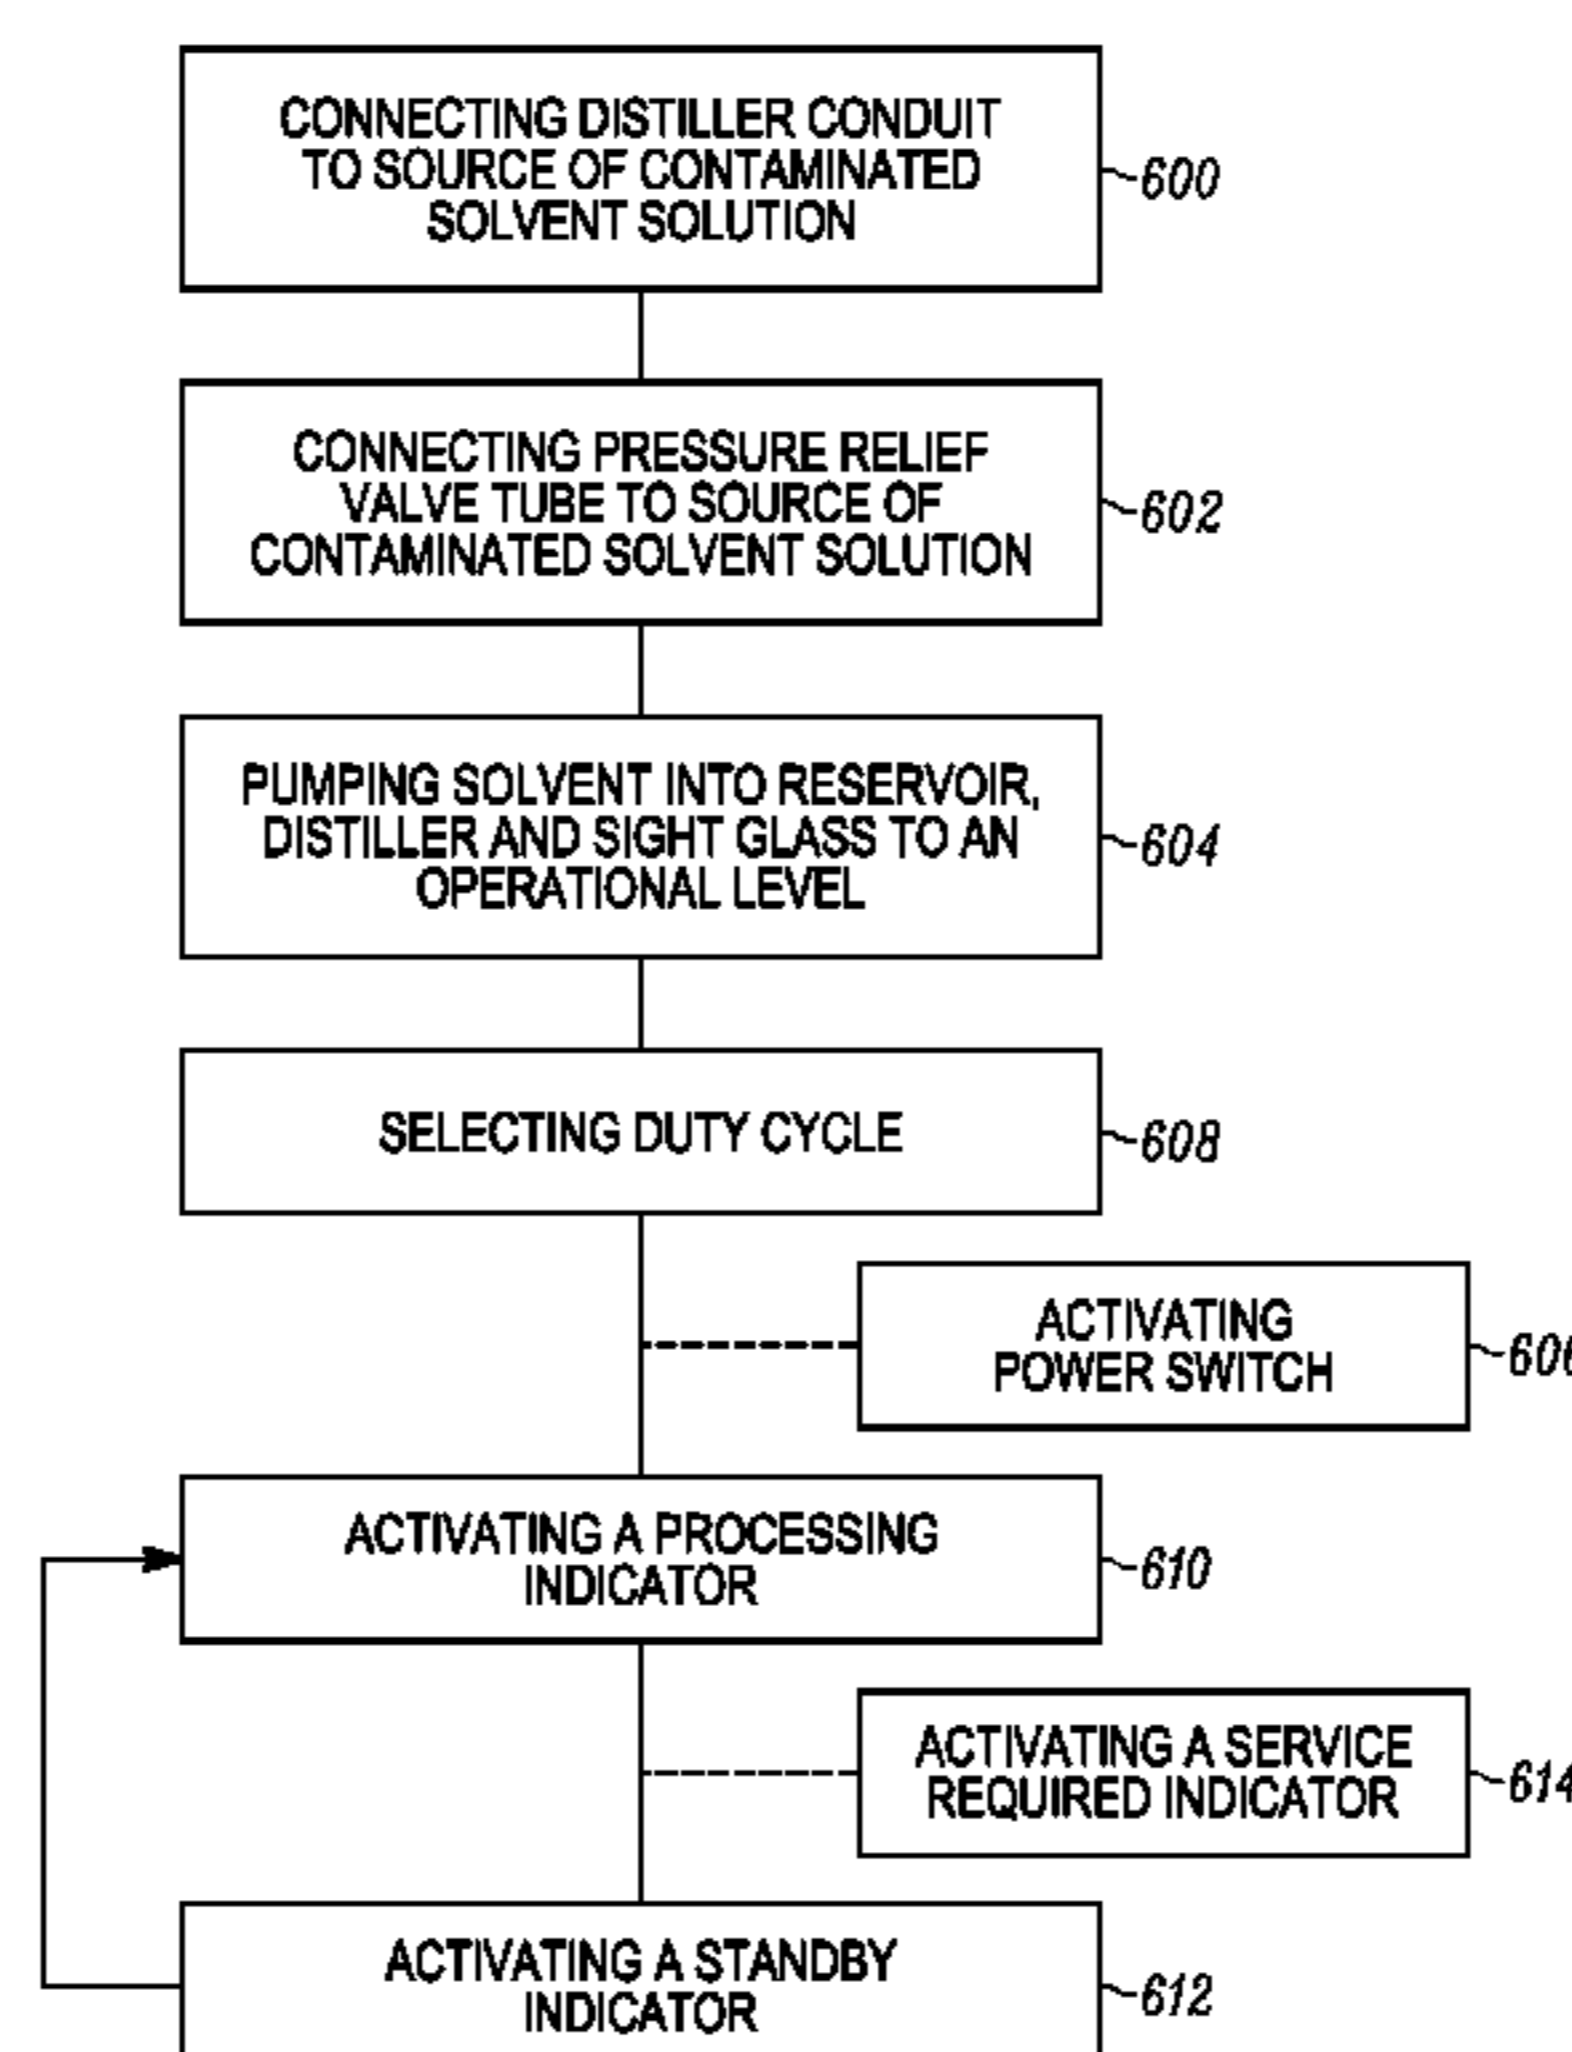 CONNECTING DISTILLER CONDUIT
TO SOURCE OF CONTAMINATED
SOLVENT SOLUTION
600
CONNECTING PRESSURE RELIEF
VALVE TUBE TO SOURCE OF
CONTAMINATED SOLVENT SOLUTION
602
PUMPING SOLVENT INTO RESERVOIR,
DISTILLER AND SIGHT GLASS TO AN
OPERATIONAL LEVEL
604
SELECTING DUTY CYCLE
608
ACTIVATING
POWER SWITCH
ACTIVATING A PROCESSING
INDICATOR
610
ACTIVATING A SERVICE
REQUIRED INDICATOR
614
ACTIVATING A STANDBY
INDICATOR
612